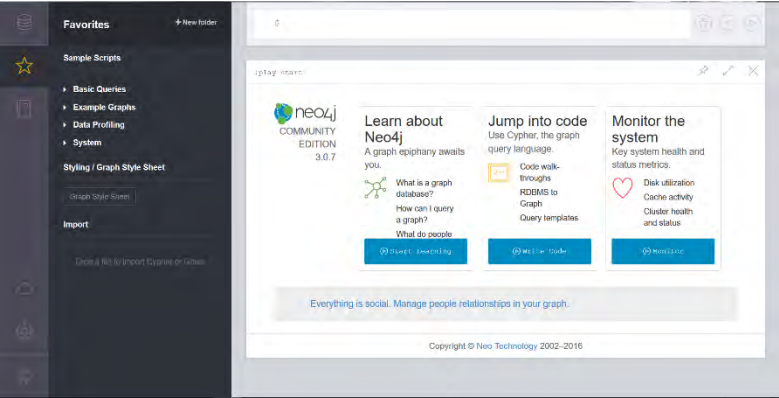 Favorites
+ New folder
Sample Scripts
Basic Queries
Example Graphs
Data Profiling
System
Styling / Graph Style Sheet
Graph Style Sheet
Import
Drop a file to import Cypher or Grass
:play start
neo4j
COMMUNITY
EDITION
3.0.7
Learn about
Neo4j
A graph epiphany awaits
you.
What is a graph
database?
How can I query
a graph?
What do people
Start Learning
Jump into code
Use Cypher, the graph
query language.
Code walk-
throughs
RDBMS to
Graph
Query templates
Write Code
Monitor the
system
Key system health and
status metrics.
Disk utilization
Cache activity
Cluster health
and status
Monitor
Everything is social. Manage people relationships in your graph.
Copyright © Neo Technology 2002–2016